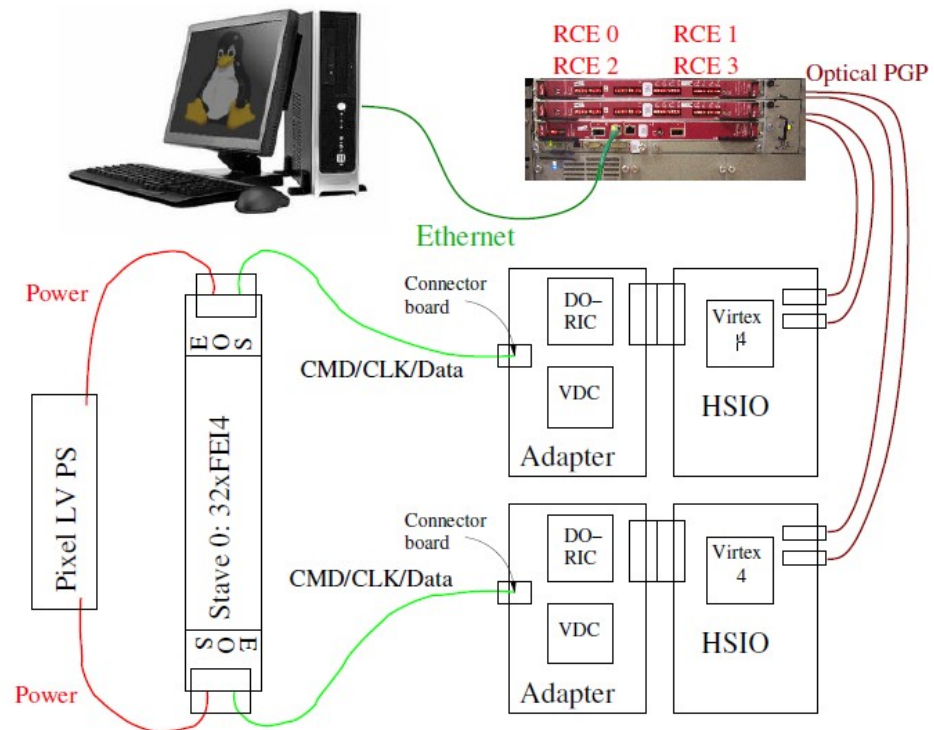 RCE 0 RCE 1
RCE 2 RCE 3
Optical PGP
Ethernet
Power
E
O
S
Connector
board
DO–
RIC
Virtex
4
CMD/CLK/Data
VDC
HSIO
Adapter
Pixel LV PS
Stave 0: 32xFEI4
Connector
board
DO–
RIC
Virtex
4
CMD/CLK/Data
VDC
HSIO
Adapter
E
O
S
Power